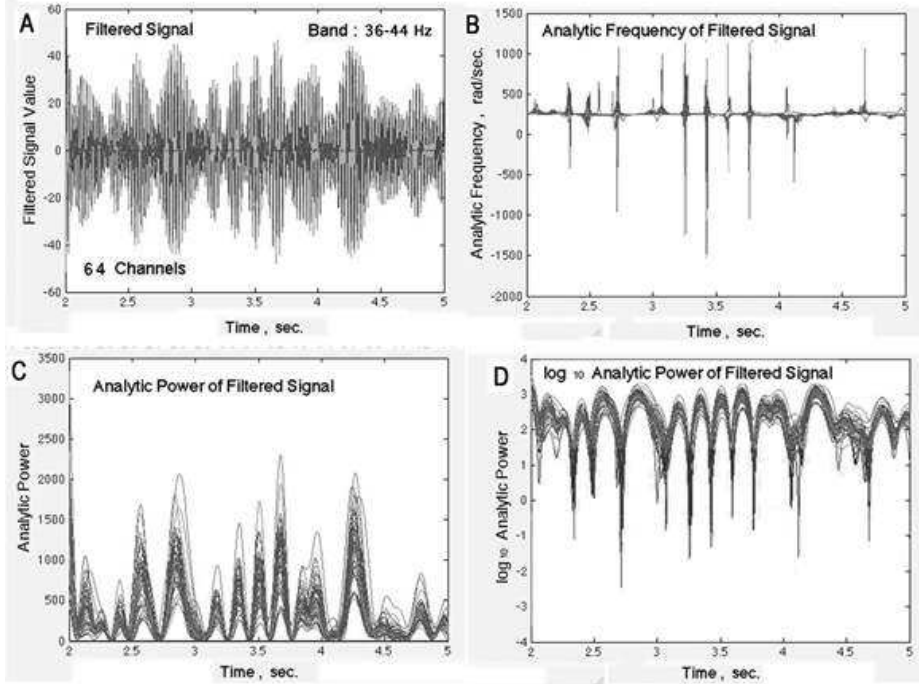 A
Filtered Signal Band : 36-44 Hz
60
40
20
0
-20
-40
-60
Filtered Signal Value
64 Channels
2 2.5 3 3.5 4 4.5 5
Time , sec.
B
Analytic Frequency of Filtered Signal
1500
1000
500
0
-500
-1000
-1500
-2000
Analytic Frequency , rad/sec.
2 2.5 3 3.5 4 4.5 5
Time , sec.
C
Analytic Power of Filtered Signal
3500
3000
2500
2000
1500
1000
500
0
Analytic Power
2 2.5 3 3.5 4 4.5 5
Time , sec.
D
log 10 Analytic Power of Filtered Signal
4
3
2
1
0
-1
-2
-3
-4
log 10 Analytic Power
2 2.5 3 3.5 4 4.5 5
Time , sec.